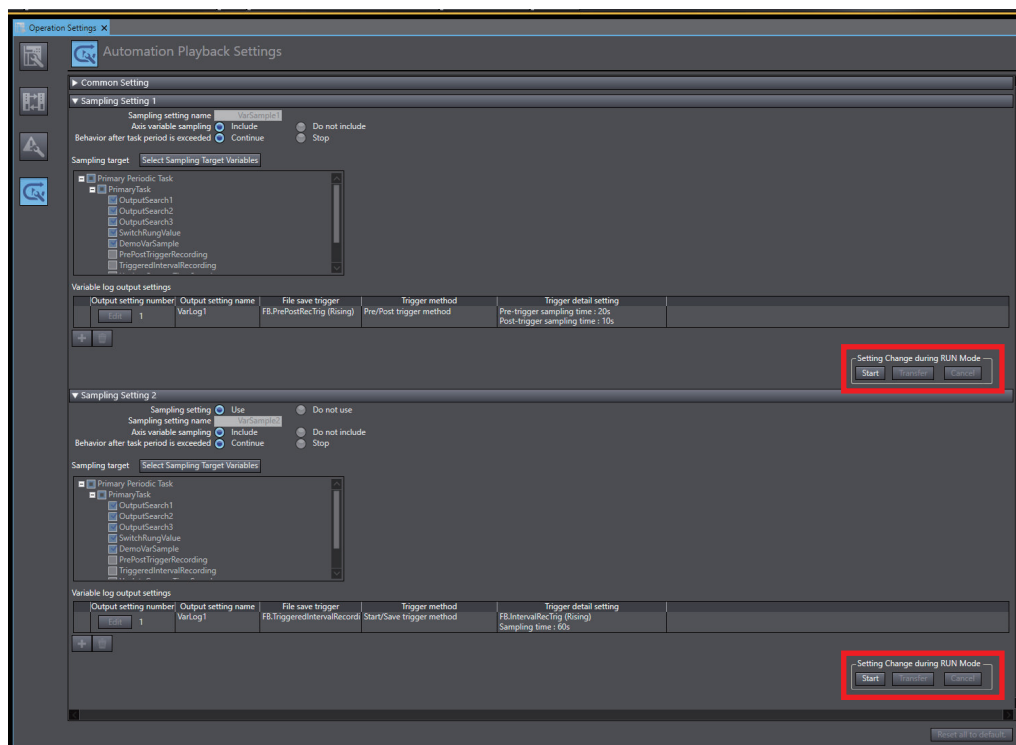 Operation Settings X
Automation Playback Settings
Common Setting
Sampling Setting 1
Sampling setting name VarSample1
Axis variable sampling Include Do not include
Behavior after task period is exceeded Continue Stop
Sampling target Select Sampling Target Variables
Primary Periodic Task
PrimaryTask
OutputSearch1
OutputSearch2
OutputSearch3
SwitchRungValue
DemoVarSample
PrePostTriggerRecording
TriggeredIntervalRecording
Variable log output settings
Output setting number Output setting name File save trigger Trigger method Trigger detail setting
Edit 1 VarLog1 FB.PrePostRecTrig (Rising) Pre/Post trigger method Pre-trigger sampling time : 20s
Post-trigger sampling time : 10s
Setting Change during RUN Mode
Start Transfer Cancel
Sampling Setting 2
Sampling setting Use Do not use
Sampling setting name VarSample2
Axis variable sampling Include Do not include
Behavior after task period is exceeded Continue Stop
Sampling target Select Sampling Target Variables
Primary Periodic Task
PrimaryTask
OutputSearch1
OutputSearch2
OutputSearch3
SwitchRungValue
DemoVarSample
PrePostTriggerRecording
TriggeredIntervalRecording
Variable log output settings
Output setting number Output setting name File save trigger Trigger method Trigger detail setting
Edit 1 VarLog1 FB.TriggeredIntervalRecordi Start/Save trigger method FB.IntervalRecTrig (Rising)
Sampling time : 60s
Setting Change during RUN Mode
Start Transfer Cancel
Reset all to default.